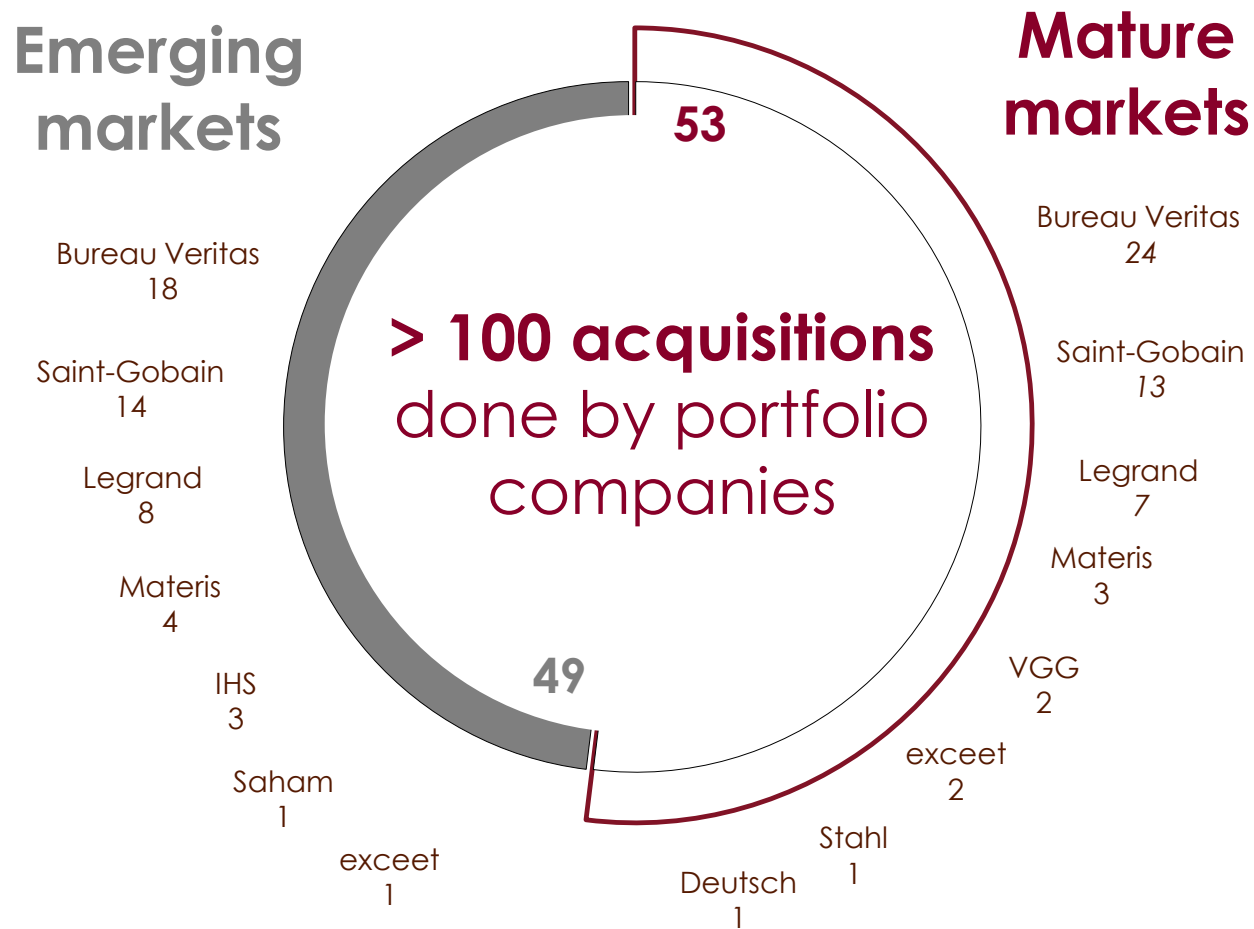 Emerging
markets
Mature
markets
53
Bureau Veritas
18
Saint-Gobain
14
Legrand
8
Materis
4
IHS
3
Saham
1
exceet
1
> 100 acquisitions
done by portfolio
companies
49
Bureau Veritas
24
Saint-Gobain
13
Legrand
7
Materis
3
VGG
2
exceet
2
Stahl
1
Deutsch
1